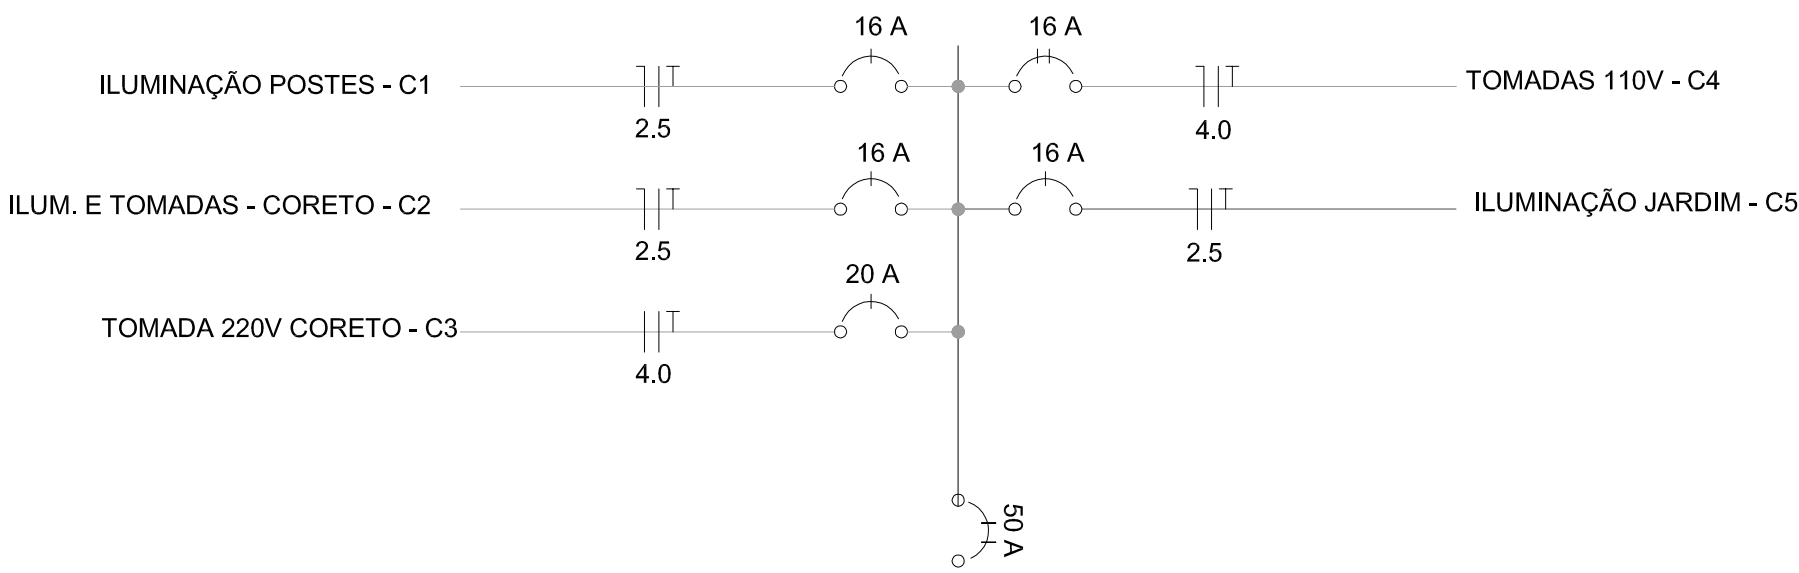 16 A
16 A
ILUMINAÇÃO POSTES - C1
TOMADAS 110V - C4
2.5
4.0
16 A
16 A
ILUM. E TOMADAS - CORETO - C2
ILUMINAÇÃO JARDIM - C5
2.5
2.5
20 A
TOMADA 220V CORETO - C3
4.0
50 A